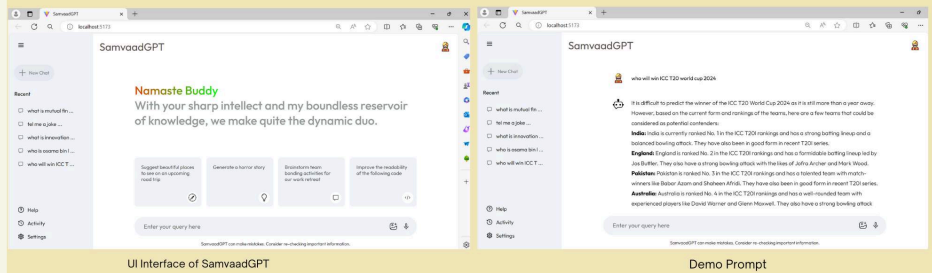 SamvaadGPT
localhost:5173
SamvaadGPT
New Chat
Recent
what is mutual fin ...
tel me a joke ...
what is innovation ...
who is osama bin l ...
who will win ICC T ...
Help
Activity
Settings
Namaste Buddy
With your sharp intellect and my boundless reservoir
of knowledge, we make quite the dynamic duo.
Suggest beautiful places
to see on an upcoming
road trip
Generate a horror story
Brainstorm team
bonding activities for
our work retreat
Improve the readability
of the following code
Enter your query here
SamvaadGPT can make mistakes. Consider re-checking important information.
UI Interface of SamvaadGPT
SamvaadGPT
localhost:5173
SamvaadGPT
New Chat
Recent
what is mutual fin ...
tel me a joke ...
what is innovation ...
who is osama bin l ...
who will win ICC T ...
Help
Activity
Settings
who will win ICC T20 world cup 2024
It is difficult to predict the winner of the ICC T20 World Cup 2024 as it is still more than a year away.
However, based on the current form and rankings of the teams, here are a few teams that could be
considered as potential contenders:
India: India is currently ranked No. 1 in the ICC T20I rankings and has a strong batting lineup and a
balanced bowling attack. They have also been in good form in recent T20I series.
England: England is ranked No. 2 in the ICC T20I rankings and has a formidable batting lineup led by
Jos Buttler. They also have a strong bowling attack with the likes of Jofra Archer and Mark Wood.
Pakistan: Pakistan is ranked No. 3 in the ICC T20I rankings and has a talented team with match-
winners like Babar Azam and Shaheen Afridi. They have also been in good form in recent T20I series.
Australia: Australia is ranked No. 4 in the ICC T20I rankings and has a well-rounded team with
experienced players like David Warner and Glenn Maxwell. They also have a strong bowling attack
Enter your query here
SamvaadGPT can make mistakes. Consider re-checking important information.
Demo Prompt